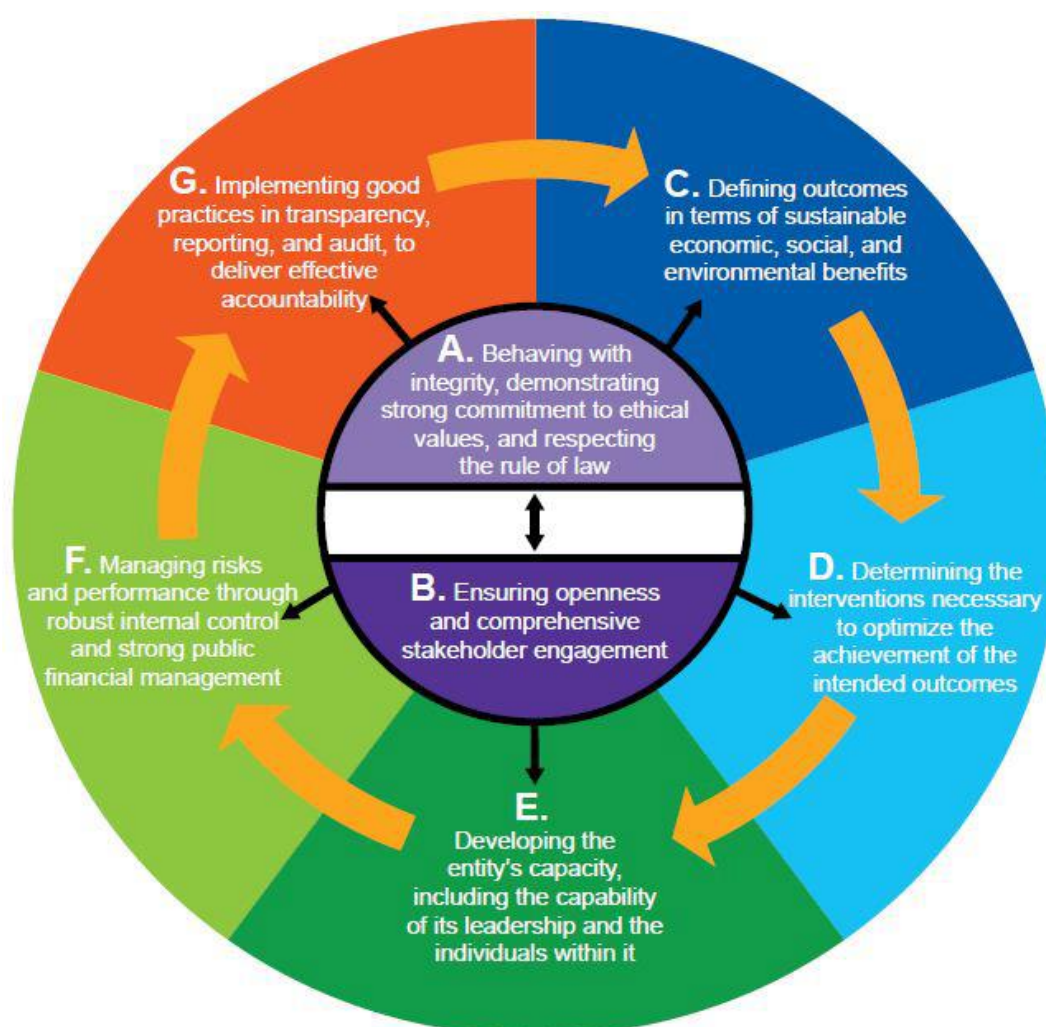 A. Behaving with
integrity, demonstrating
strong commitment to ethical
values, and respecting
the rule of law
B. Ensuring openness
and comprehensive
stakeholder engagement
C. Defining outcomes
in terms of sustainable
economic, social, and
environmental benefits
D. Determining the
interventions necessary
to optimize the
achievement of the
intended outcomes
E.
Developing the
entity's capacity,
including the capability
of its leadership and the
individuals within it
F. Managing risks
and performance through
robust internal control
and strong public
financial management
G. Implementing good
practices in transparency,
reporting, and audit, to
deliver effective
accountability